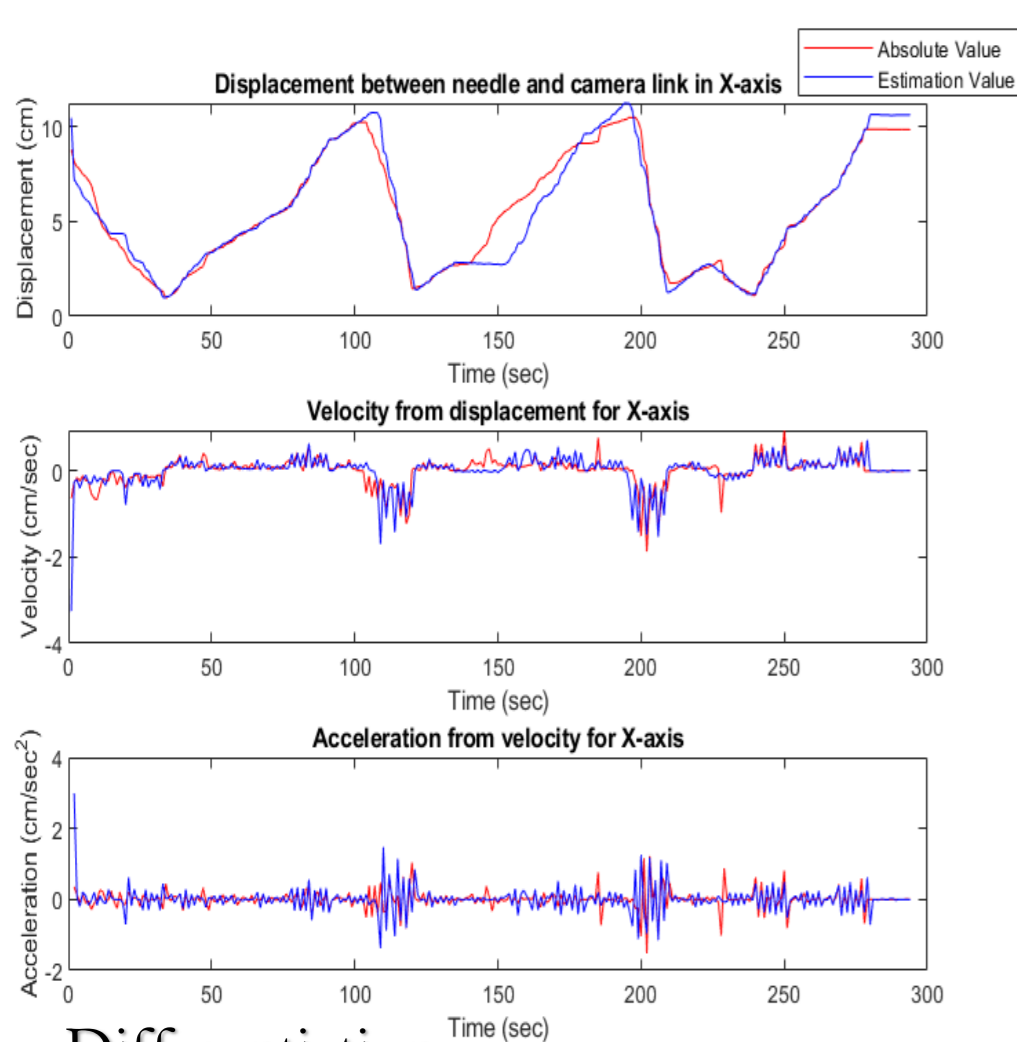 Absolute Value
Estimation Value
Displacement between needle and camera link in X-axis
Displacement (cm)
10
5
0
0 50 100 150 200 250 300
Time (sec)
Velocity from displacement for X-axis
Velocity (cm/sec)
0
-2
-4
0 50 100 150 200 250 300
Time (sec)
Acceleration from velocity for X-axis
Acceleration (cm/sec²)
4
2
0
-2
0 50 100 150 200 250 300
Time (sec)